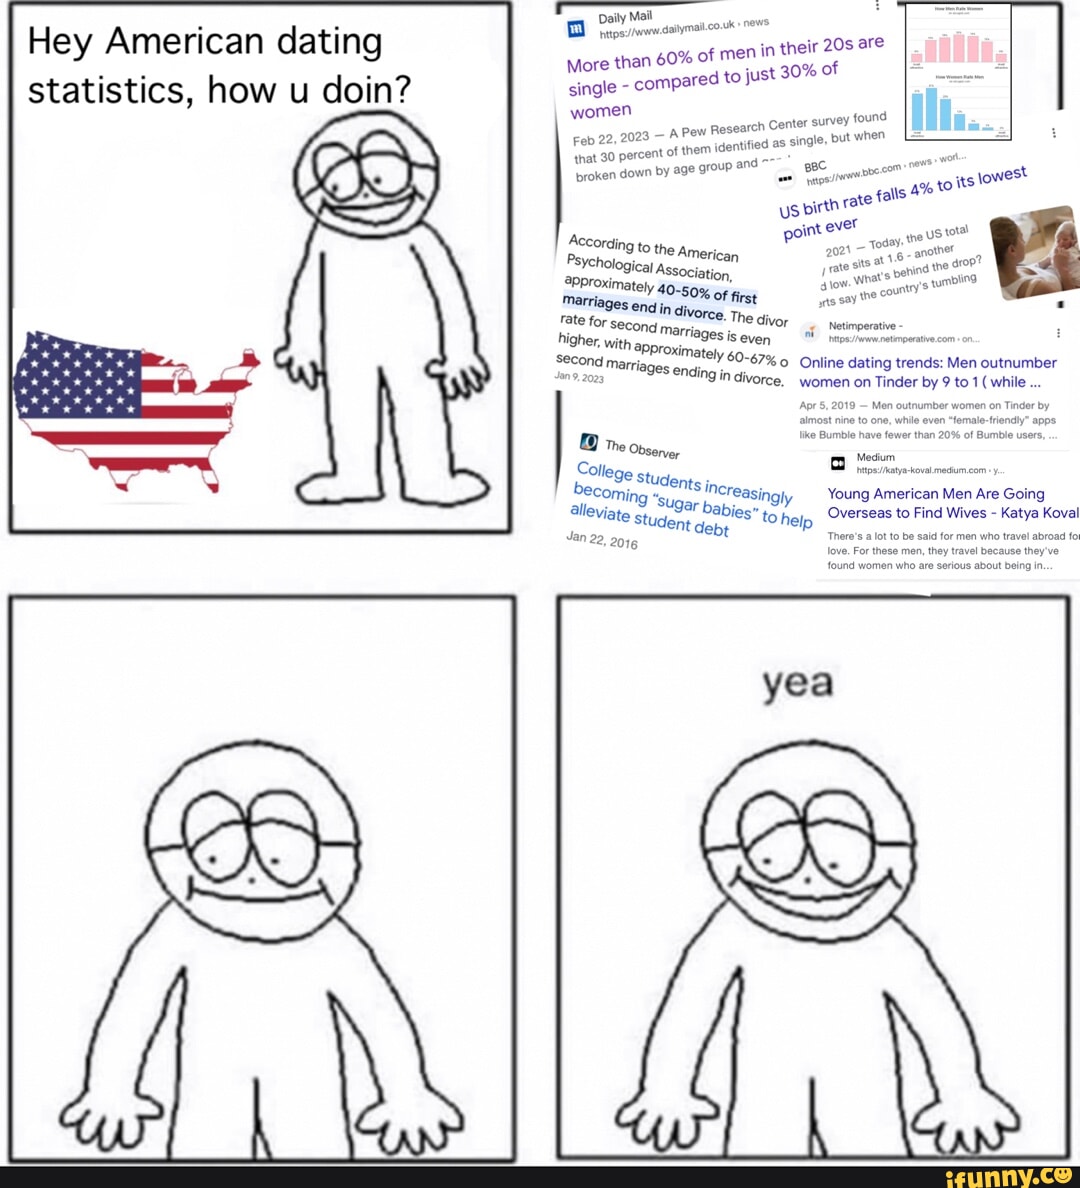 Hey American dating
statistics, how u doin?
Daily Mail
https://www.dailymail.co.uk › news
More than 60% of men in their 20s are
single - compared to just 30% of
women
Feb 22, 2023 — A Pew Research Center survey found
that 30 percent of them identified as single, but when
broken down by age group and
How Men Rate Women
How Women Rate Men
BBC
https://www.bbc.com › news › worl...
US birth rate falls 4% to its lowest
point ever
2021 — Today, the US total
rate sits at 1.6 - another
low. What's behind the drop?
say the country's tumbling
According to the American
Psychological Association,
approximately 40-50% of first
marriages end in divorce. The divor
rate for second marriages is even
higher, with approximately 60-67% o
second marriages ending in divorce.
Jan 9, 2023
Netimperative -
https://www.netimperative.com › on...
Online dating trends: Men outnumber
women on Tinder by 9 to 1 ( while ...
Apr 5, 2019 — Men outnumber women on Tinder by
almost nine to one, while even "female-friendly" apps
like Bumble have fewer than 20% of Bumble users, ...
The Observer
College students increasingly
becoming "sugar babies" to help
alleviate student debt
Jan 22, 2016
Medium
https://katya-koval.medium.com › y...
Young American Men Are Going
Overseas to Find Wives - Katya Koval
There's a lot to be said for men who travel abroad for
love. For these men, they travel because they've
found women who are serious about being in...
yea
ifunny.co